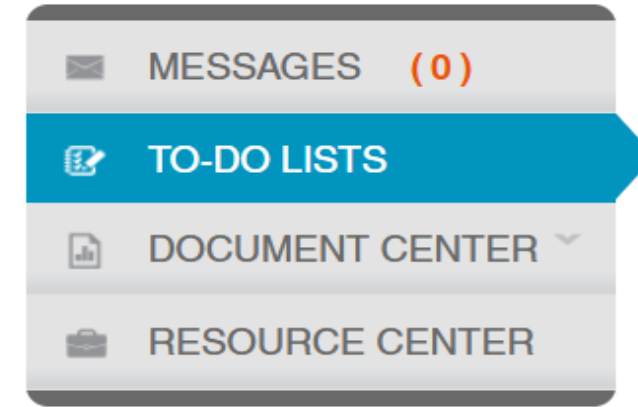 MESSAGES (0)
TO-DO LISTS
DOCUMENT CENTER
RESOURCE CENTER